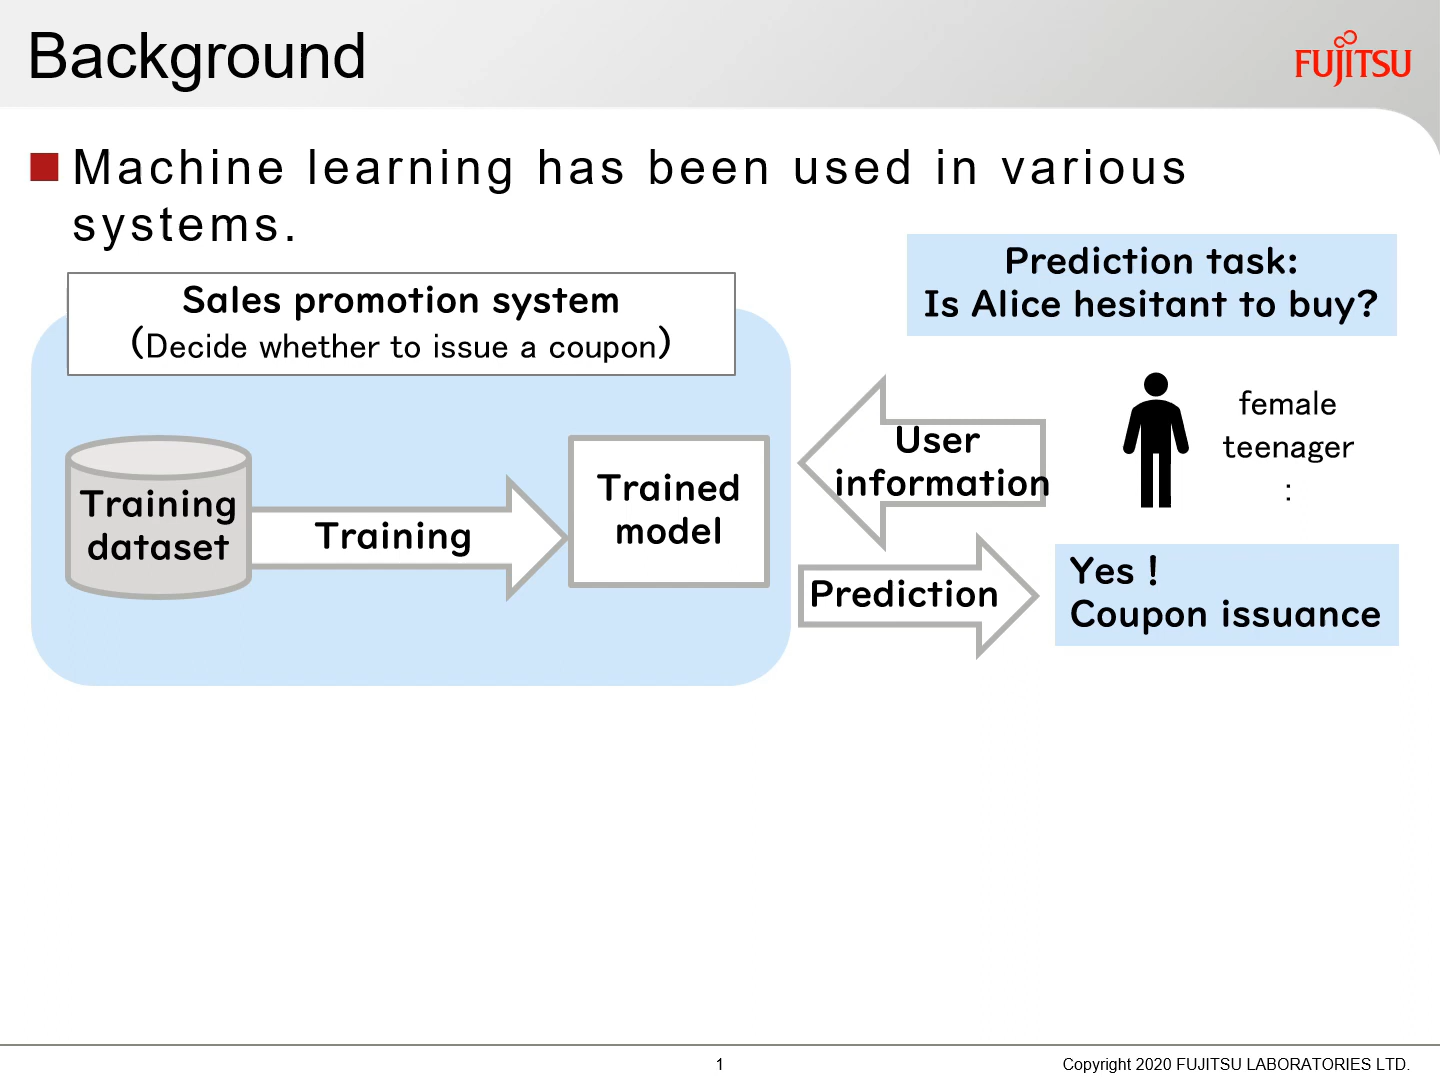 Background
FUJITSU
Machine learning has been used in various
systems.
Prediction task:
Is Alice hesitant to buy?
Sales promotion system
(Decide whether to issue a coupon)
female
teenager
:
User
information
Training
dataset
Training
Trained
model
Prediction
Yes !
Coupon issuance
1
Copyright 2020 FUJITSU LABORATORIES LTD.